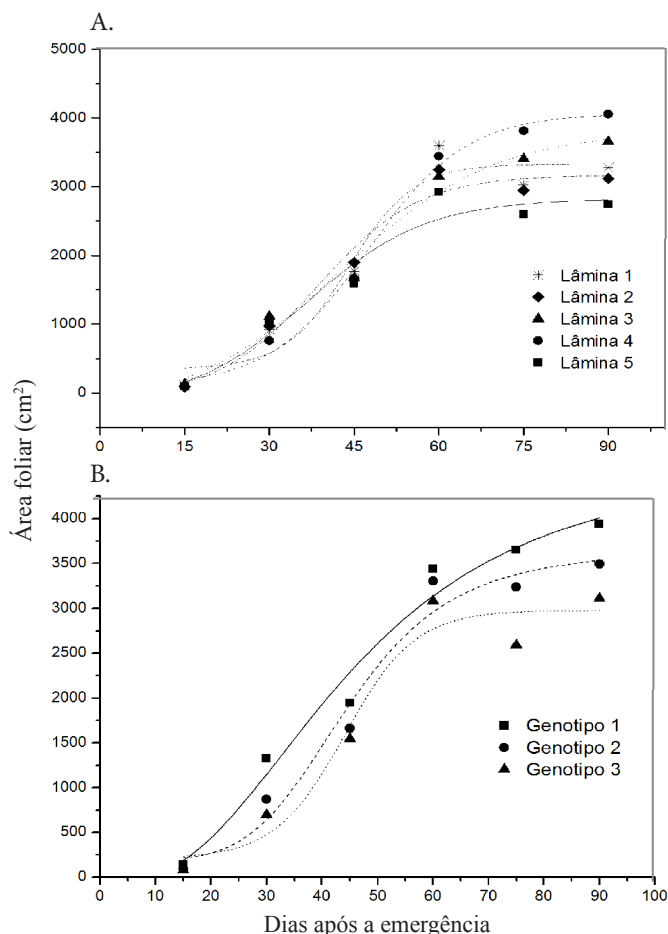 A.
5000
4000
3000
2000
1000
0
Lâmina 1
Lâmina 2
Lâmina 3
Lâmina 4
Lâmina 5
0 15 30 45 60 75 90
Área foliar (cm²)
B.
4000
3500
3000
2500
2000
1500
1000
500
0
Genotipo 1
Genotipo 2
Genotipo 3
0 10 20 30 40 50 60 70 80 90 100
Dias após a emergência